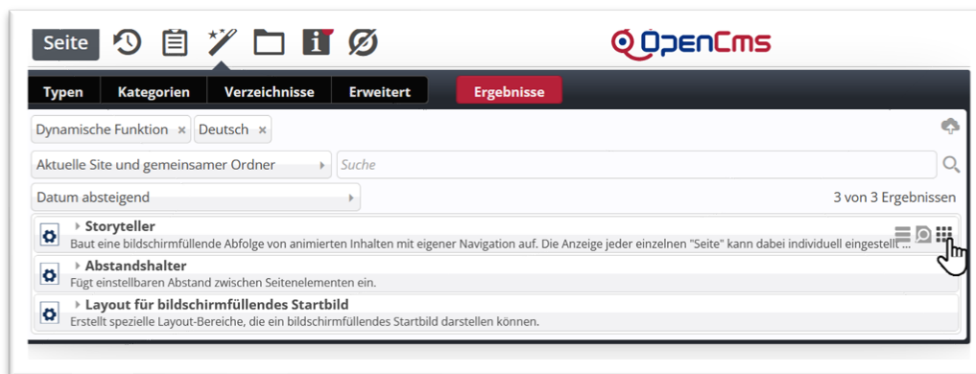 Seite
OpenCms
Typen Kategorien Verzeichnisse Erweitert Ergebnisse
Dynamische Funktion × Deutsch ×
Aktuelle Site und gemeinsamer Ordner Suche
Datum absteigend 3 von 3 Ergebnissen
Storyteller
Baut eine bildschirmfüllende Abfolge von animierten Inhalten mit eigener Navigation auf. Die Anzeige jeder einzelnen "Seite" kann dabei individuell eingestellt ...
Abstandshalter
Fügt einstellbaren Abstand zwischen Seitenelementen ein.
Layout für bildschirmfüllendes Startbild
Erstellt spezielle Layout-Bereiche, die ein bildschirmfüllendes Startbild darstellen können.